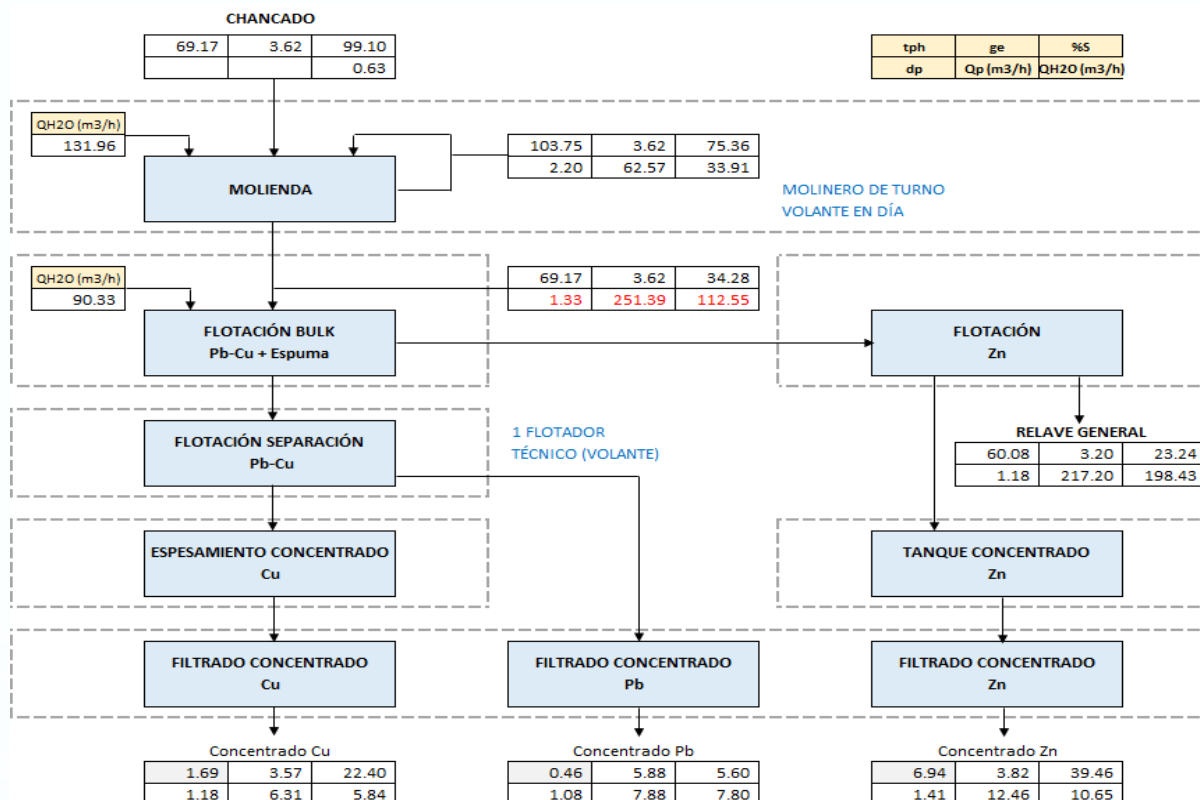 CHANCADO
69.17 3.62 99.10
0.63
tph ge %S
dp Qp (m3/h) QH2O (m3/h)
QH2O (m3/h)
131.96
103.75 3.62 75.36
2.20 62.57 33.91
MOLIENDA
MOLINERO DE TURNO
VOLANTE EN DÍA
QH2O (m3/h)
90.33
69.17 3.62 34.28
1.33 251.39 112.55
FLOTACIÓN BULK
Pb-Cu + Espuma
FLOTACIÓN
Zn
FLOTACIÓN SEPARACIÓN
Pb-Cu
1 FLOTADOR
TÉCNICO (VOLANTE)
RELAVE GENERAL
60.08 3.20 23.24
1.18 217.20 198.43
ESPESAMIENTO CONCENTRADO
Cu
TANQUE CONCENTRADO
Zn
FILTRADO CONCENTRADO
Cu
FILTRADO CONCENTRADO
Pb
FILTRADO CONCENTRADO
Zn
Concentrado Cu
1.69 3.57 22.40
1.18 6.31 5.84
Concentrado Pb
0.46 5.88 5.60
1.08 7.88 7.80
Concentrado Zn
6.94 3.82 39.46
1.41 12.46 10.65